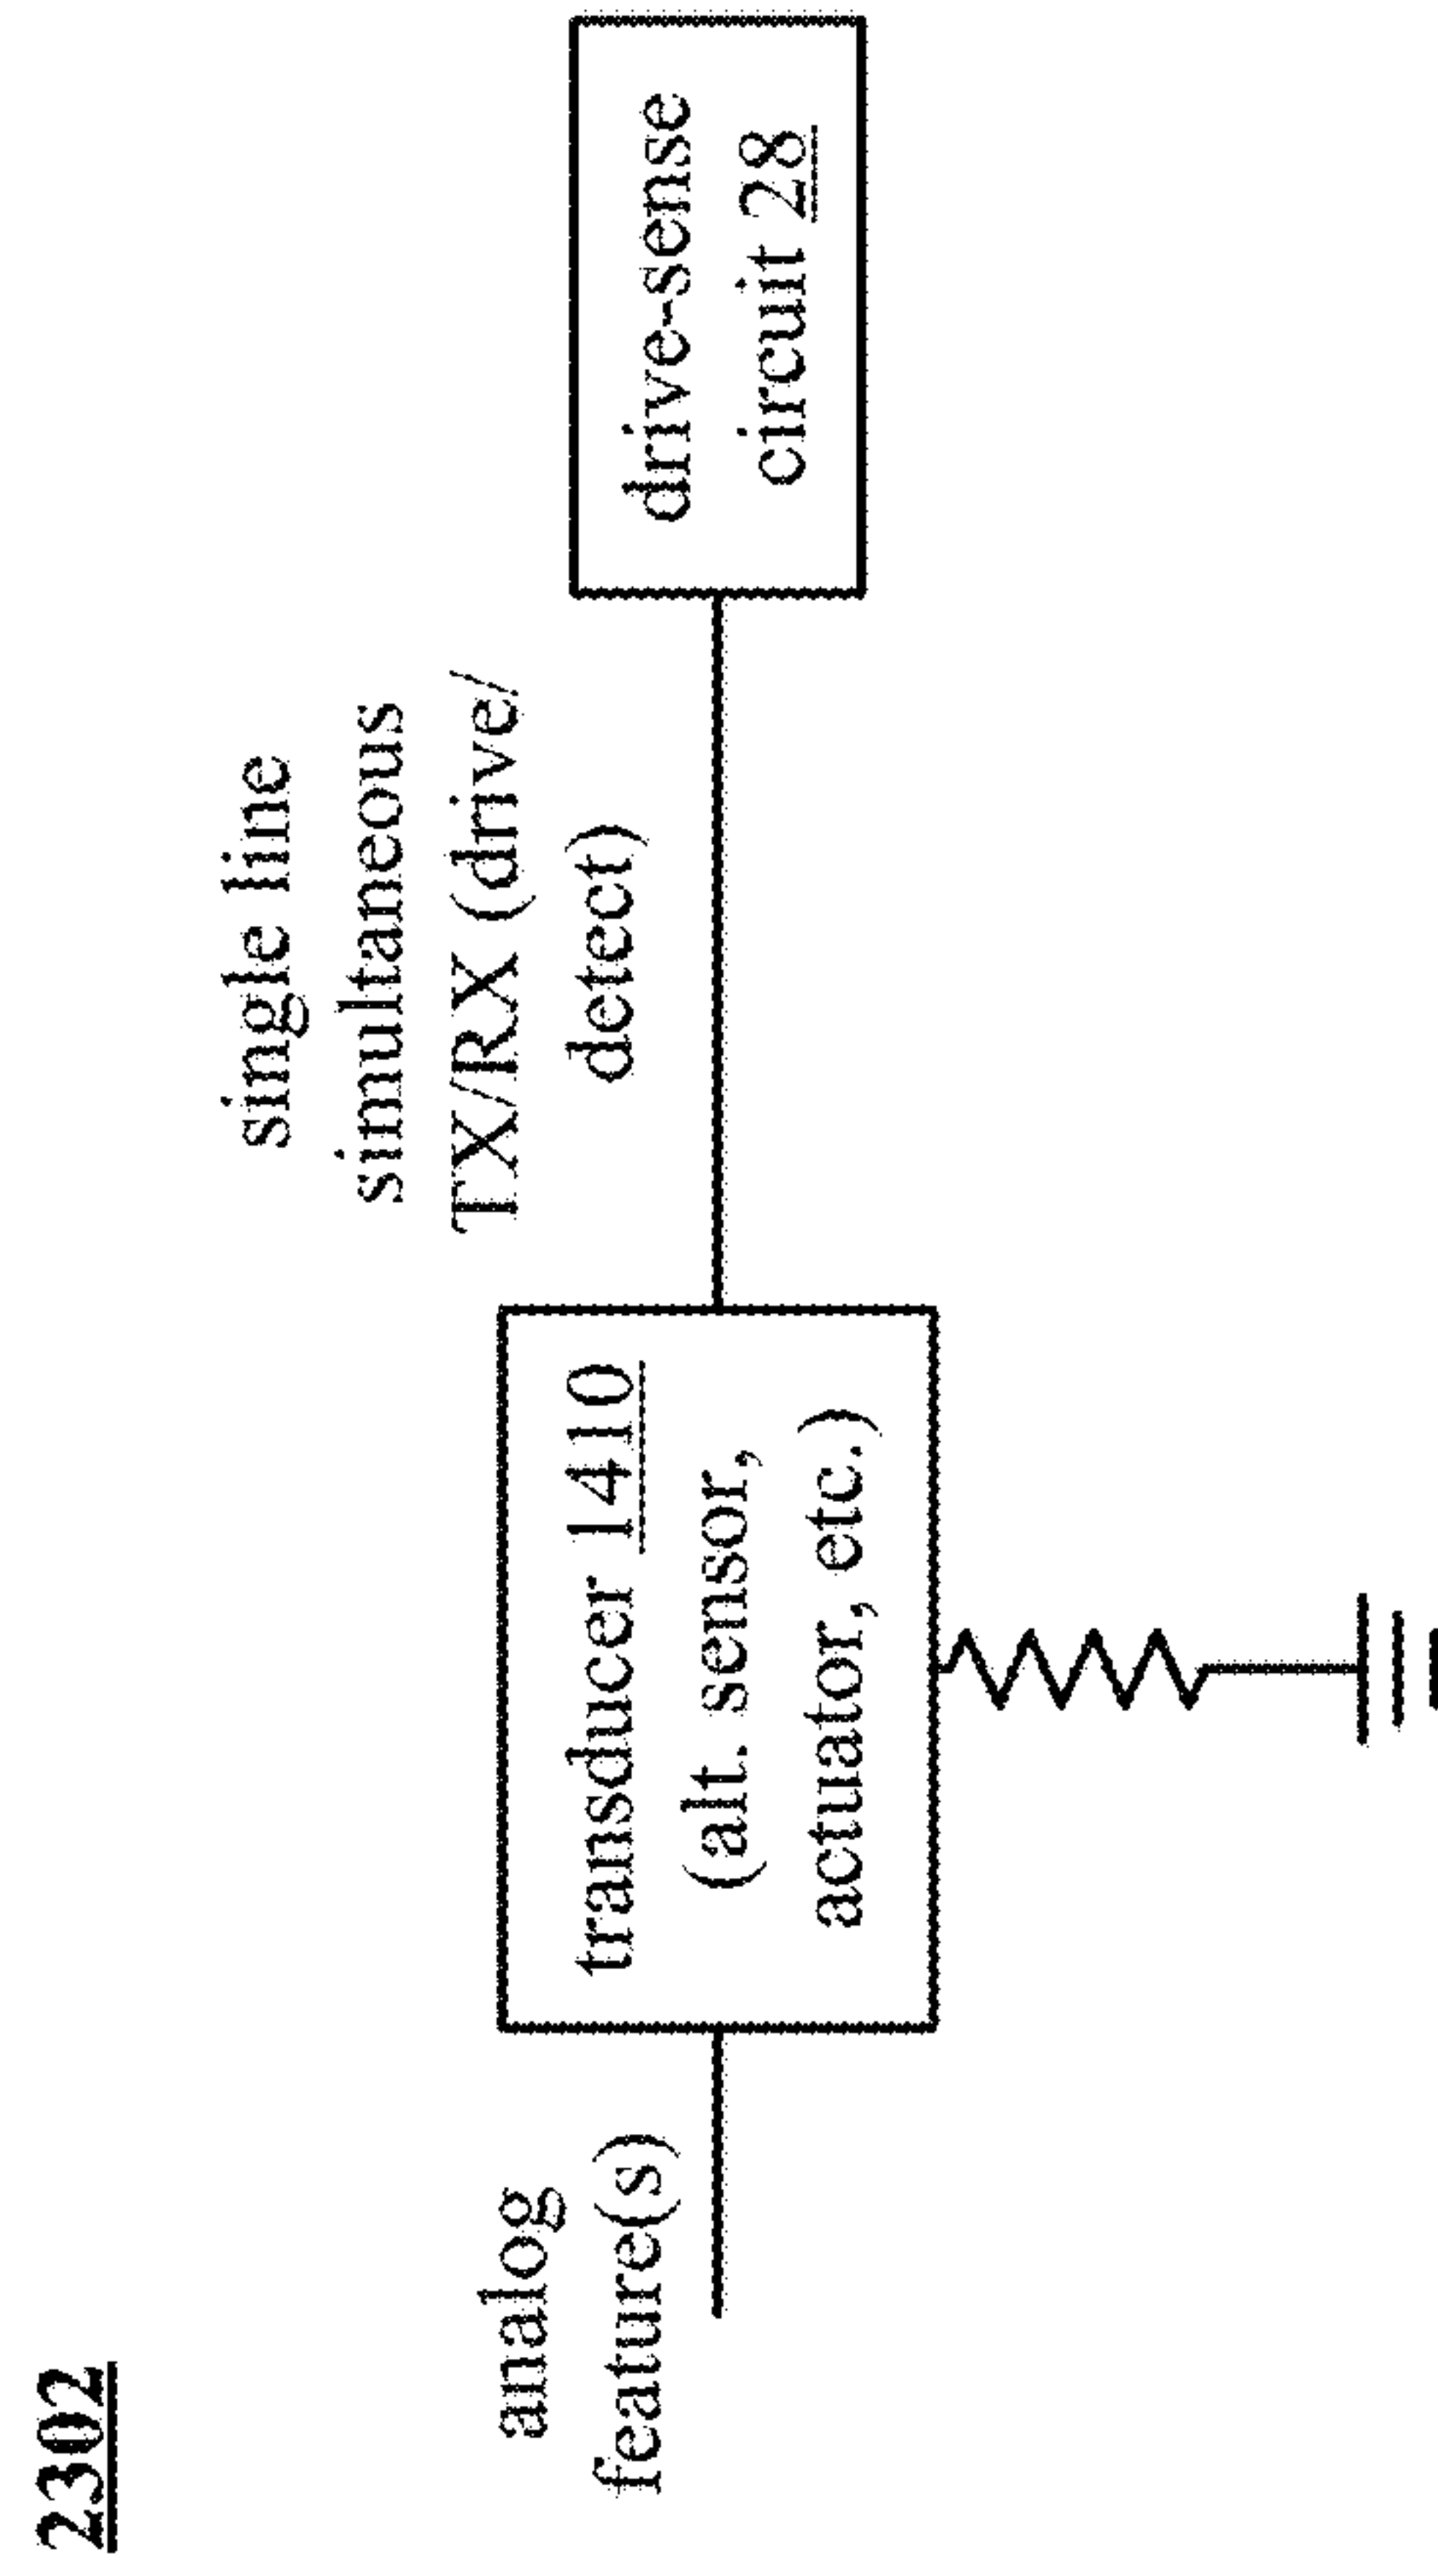 2302
analog
feature(s)
transducer 1410
(alt. sensor,
actuator, etc.)
single line
simultaneous
TX/RX (drive/
detect)
drive-sense
circuit 28